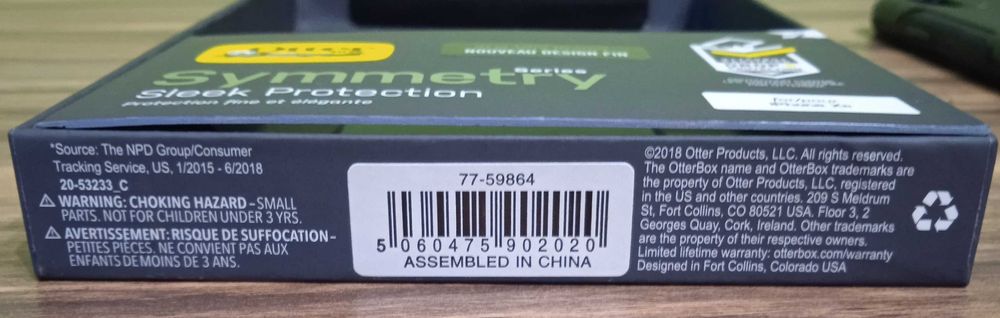 NOUVEAU DESIGN FIN
Symmetry
Series
Sleek Protection
Protection fine et élégante
for/pour
*Source: The NPD Group/Consumer
Tracking Service, US, 1/2015 - 6/2018
20-53233_C
WARNING: CHOKING HAZARD – SMALL
PARTS. NOT FOR CHILDREN UNDER 3 YRS.
AVERTISSEMENT: RISQUE DE SUFFOCATION –
PETITES PIÈCES. NE CONVIENT PAS AUX
ENFANTS DE MOINS DE 3 ANS.
77-59864
5 060475 902020
ASSEMBLED IN CHINA
©2018 Otter Products, LLC. All rights reserved.
The OtterBox name and OtterBox trademarks are
the property of Otter Products, LLC, registered
in the US and other countries. 209 S Meldrum
St, Fort Collins, CO 80521 USA. Floor 3, 2
Georges Quay, Cork, Ireland. Other trademarks
are the property of their respective owners.
Limited lifetime warranty: otterbox.com/warranty
Designed in Fort Collins, Colorado USA